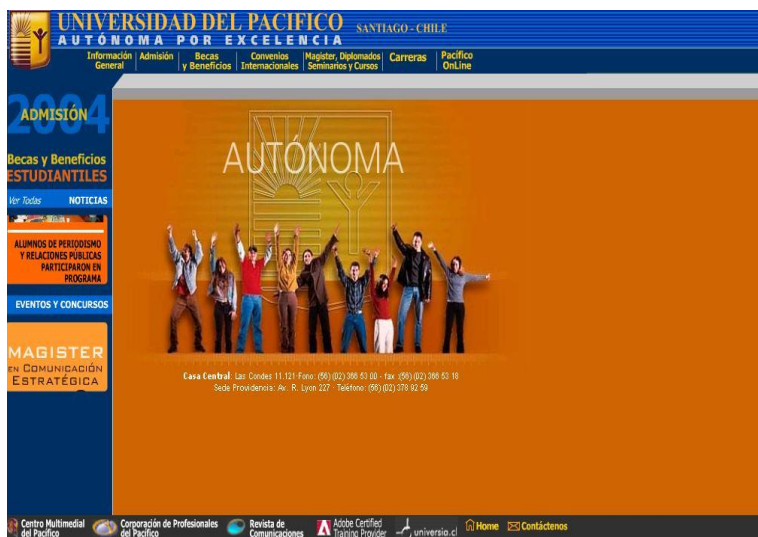 UNIVERSIDAD DEL PACIFICO SANTIAGO - CHILE
AUTÓNOMA POR EXCELENCIA
Información General
Admisión
Becas y Beneficios
Convenios Internacionales
Magister, Diplomados Seminarios y Cursos
Carreras
Pacífico OnLine
2004
ADMISIÓN
Becas y Beneficios
ESTUDIANTILES
Ver Todas NOTICIAS
ALUMNOS DE PERIODISMO
Y RELACIONES PÚBLICAS
PARTICIPARON EN
PROGRAMA
EVENTOS Y CONCURSOS
MAGISTER
EN COMUNICACIÓN
ESTRATÉGICA
AUTÓNOMA
Casa Central: Las Condes 11.121-Fono: (56) (02) 366 53 00 - fax :(56) (02) 366 53 18
Sede Providencia: Av. R. Lyon 227 - Teléfono: (56) (02) 378 92 59
Centro Multimedial del Pacífico
Corporación de Profesionales del Pacífico
Revista de Comunicaciones
Adobe Certified Training Provider
universia.cl
Home
Contáctenos